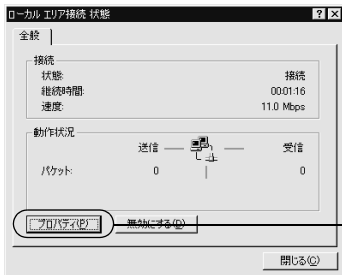 ローカル エリア接続 状態
全般
接続
状態: 接続
継続時間: 00:01:16
速度: 11.0 Mbps
動作状況
送信 受信
パケット: 0 0
プロパティ(P) 無効にする(D)
閉じる(C)